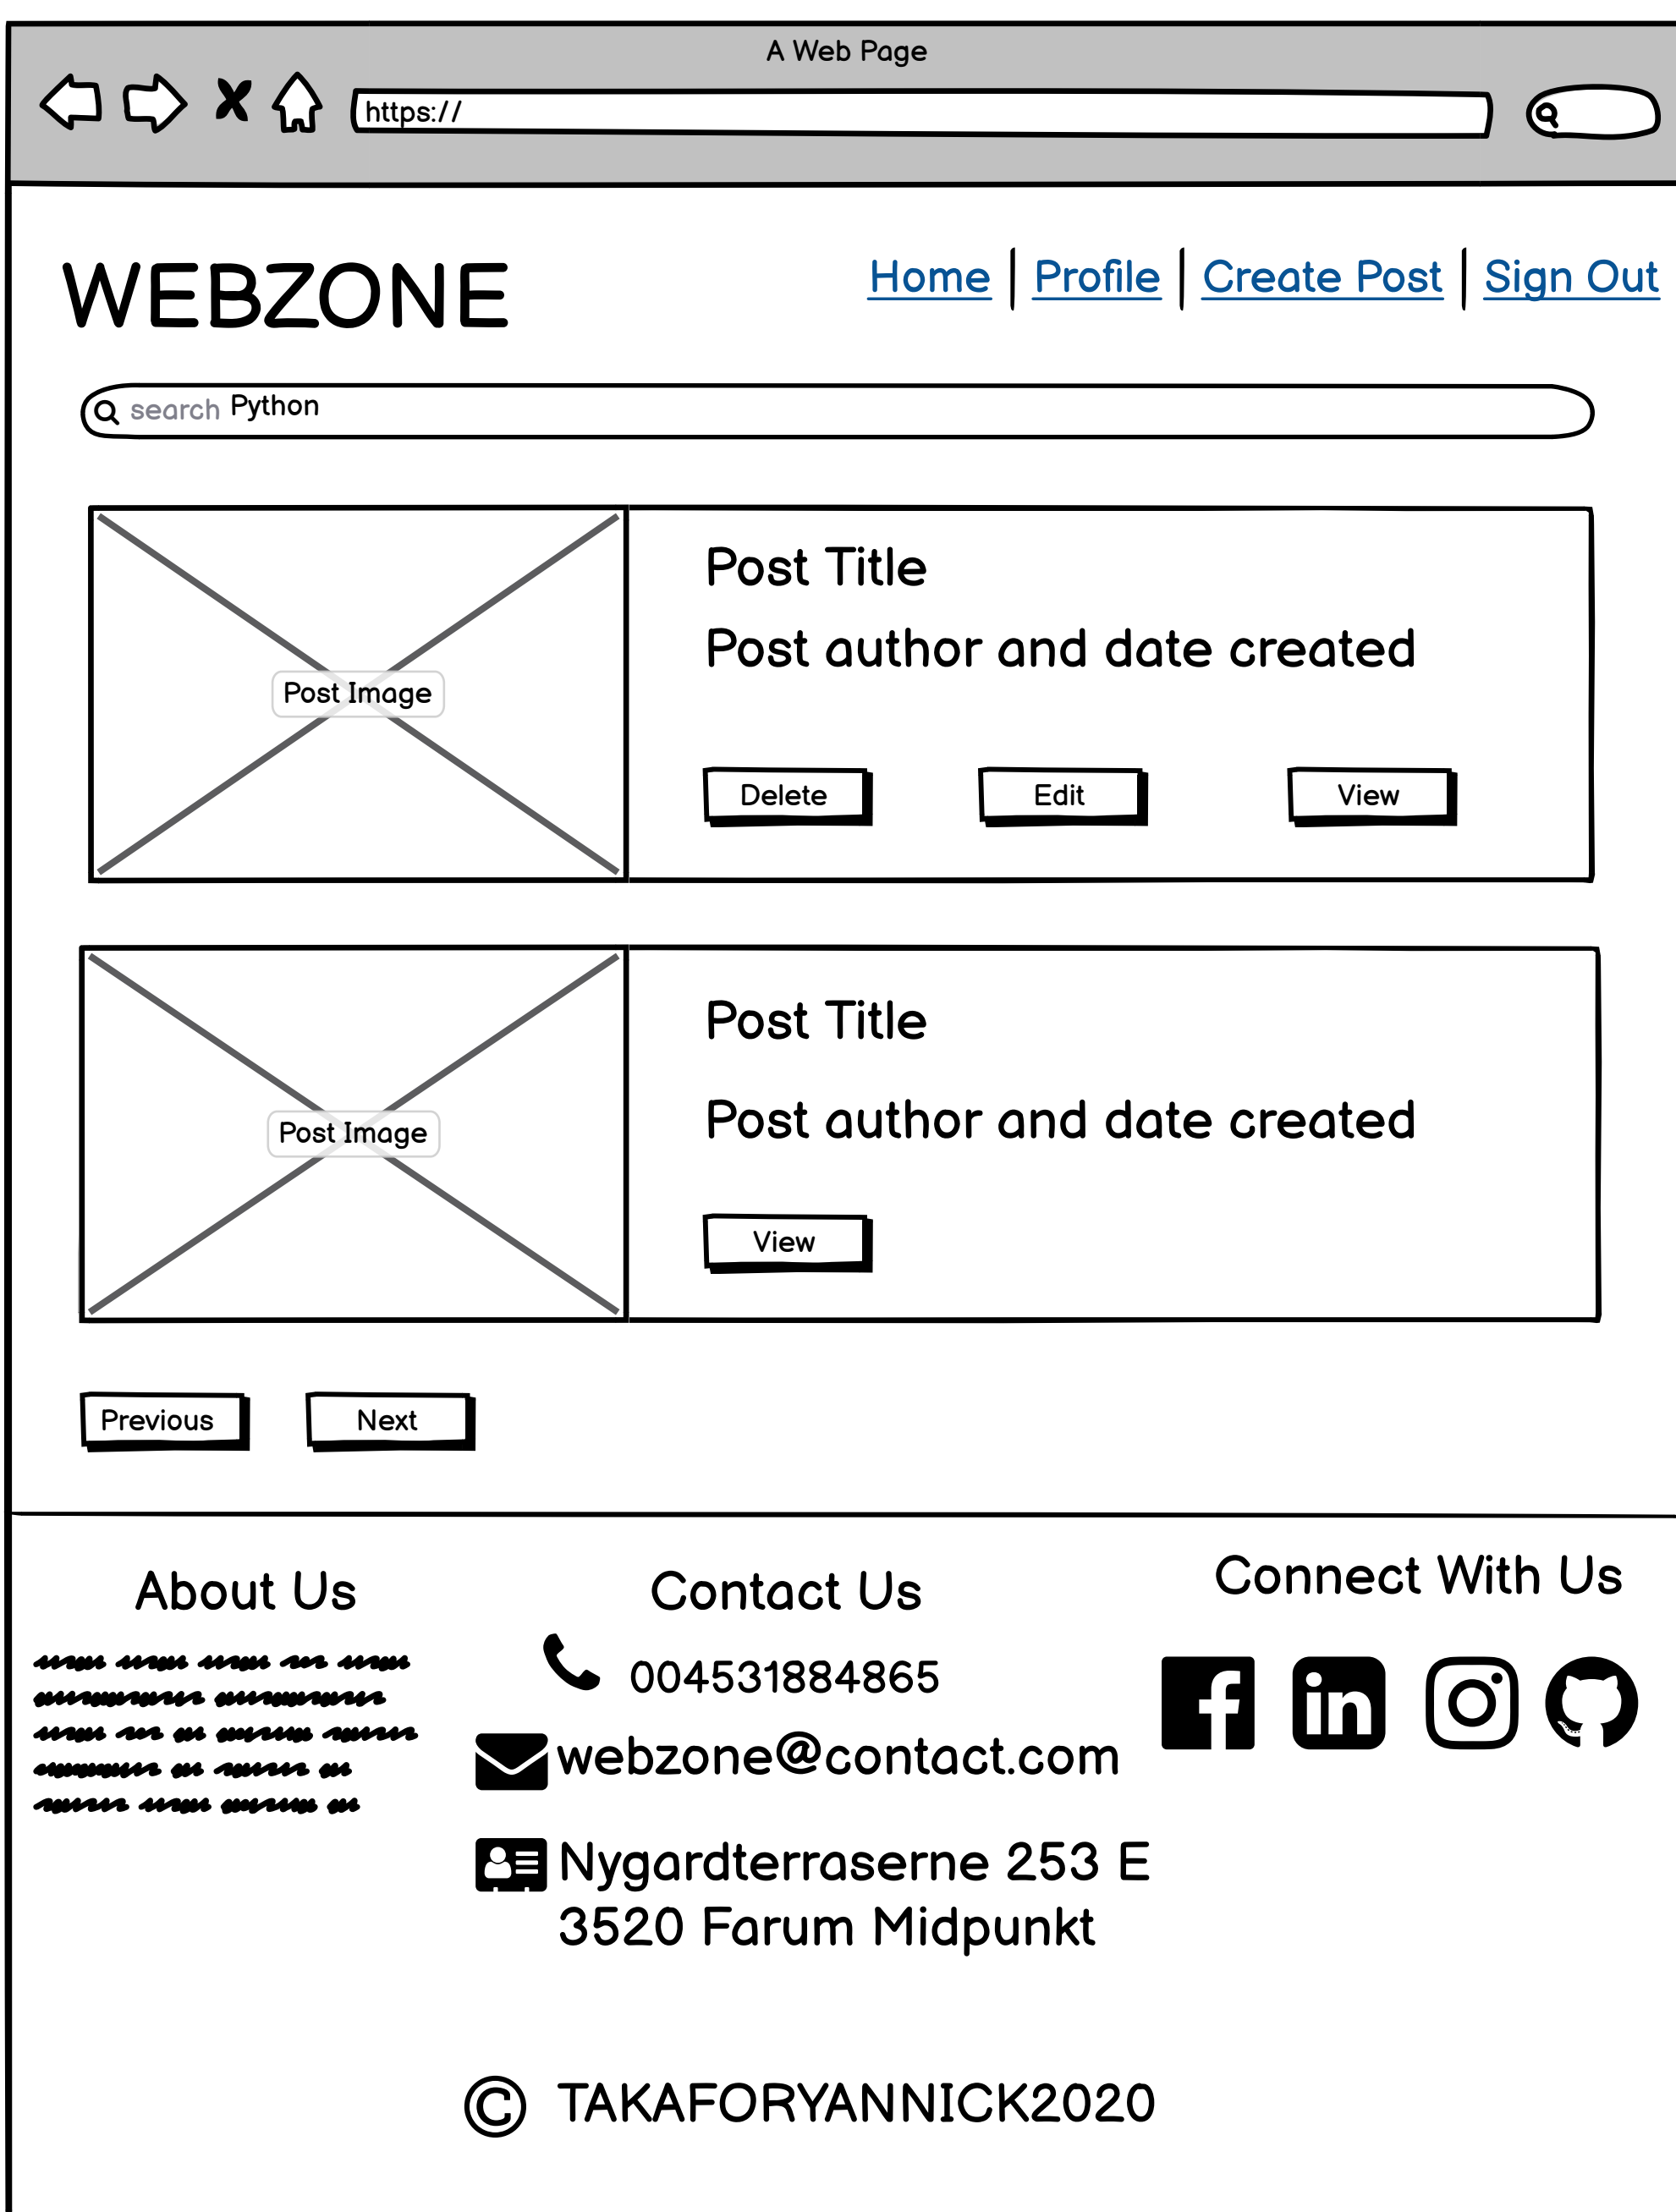 A Web Page
https://
WEBZONE
Home Profile Create Post Sign Out
search Python
Post Image
Post Title
Post author and date created
Delete Edit View
Post Image
Post Title
Post author and date created
View
Previous Next
About Us
Contact Us
004531884865
webzone@contact.com
Nygardterraserne 253 E
3520 Farum Midpunkt
Connect With Us
© TAKAFORYANNICK2020